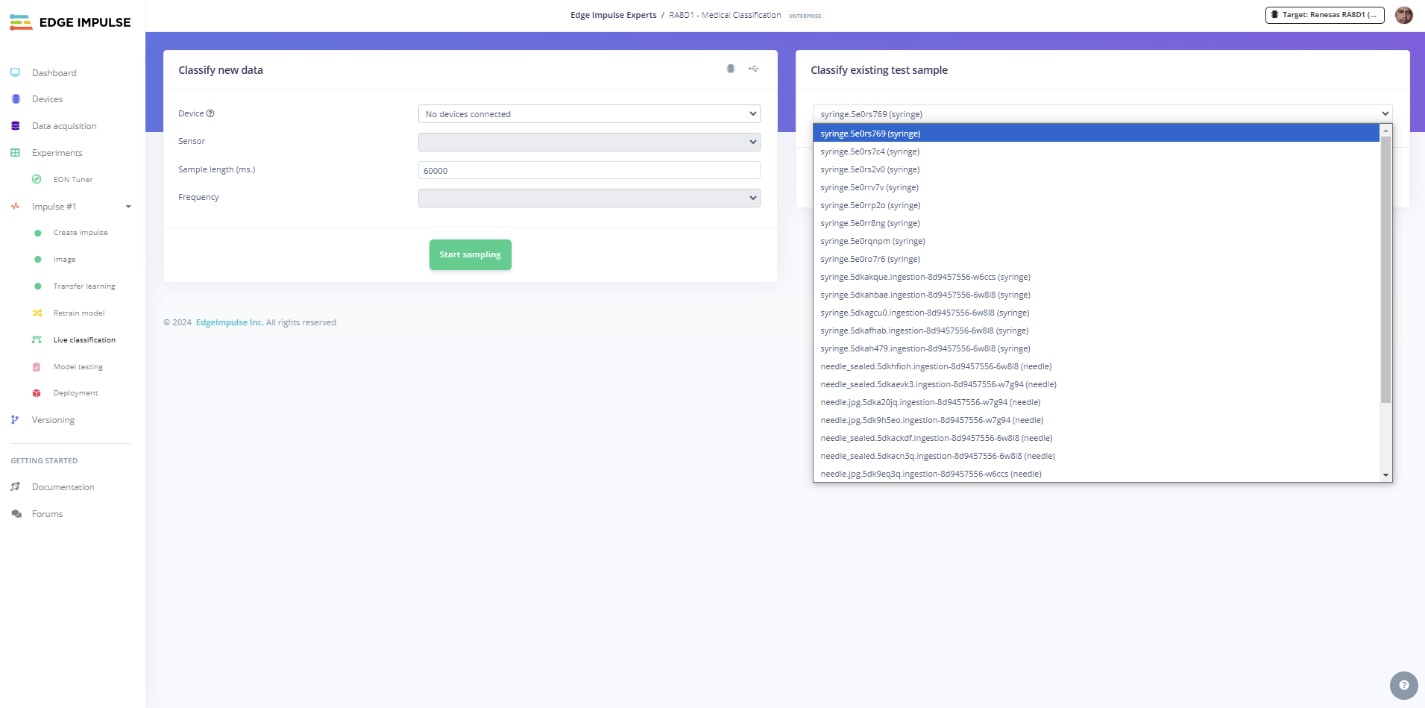 EDGE IMPULSE
Edge Impulse Experts / RA8D1 - Medical Classification ENTERPRISE
Target: Renesas RA8D1 (...
Dashboard
Devices
Data acquisition
Experiments
EON Tuner
Impulse #1
Create impulse
Image
Transfer learning
Retrain model
Live classification
Model testing
Deployment
Versioning
GETTING STARTED
Documentation
Forums
Classify new data
Device
No devices connected
Sensor
Sample length (ms.)
60000
Frequency
Start sampling
© 2024 EdgeImpulse Inc. All rights reserved
Classify existing test sample
syringe.5e0rs769 (syringe)
syringe.5e0rs769 (syringe)
syringe.5e0rs7c4 (syringe)
syringe.5e0rs2v0 (syringe)
syringe.5e0rrv7v (syringe)
syringe.5e0rrp2o (syringe)
syringe.5e0rr8ng (syringe)
syringe.5e0rqnpm (syringe)
syringe.5e0ro7r6 (syringe)
syringe.5dkakque.ingestion-8d9457556-w6ccs (syringe)
syringe.5dkahbae.ingestion-8d9457556-6w8l8 (syringe)
syringe.5dkagcu0.ingestion-8d9457556-6w8l8 (syringe)
syringe.5dkafhab.ingestion-8d9457556-6w8l8 (syringe)
syringe.5dkah479.ingestion-8d9457556-6w8l8 (syringe)
needle_sealed.5dkhfioh.ingestion-8d9457556-6w8l8 (needle)
needle_sealed.5dkaevk3.ingestion-8d9457556-w7g94 (needle)
needle.jpg.5dka20jq.ingestion-8d9457556-w7g94 (needle)
needle.jpg.5dk9h5eo.ingestion-8d9457556-w7g94 (needle)
needle_sealed.5dkackdf.ingestion-8d9457556-6w8l8 (needle)
needle_sealed.5dkacn3q.ingestion-8d9457556-6w8l8 (needle)
needle.jpg.5dk9eq3q.ingestion-8d9457556-w6ccs (needle)